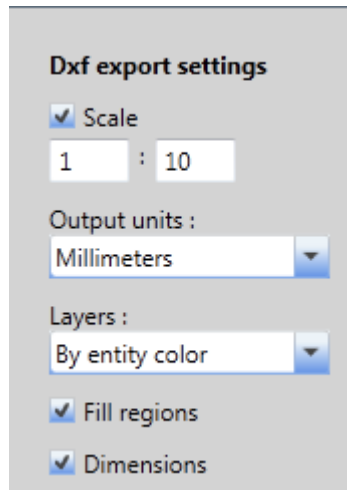 Dxf export settings
Scale
1 : 10
Output units :
Millimeters
Layers :
By entity color
Fill regions
Dimensions